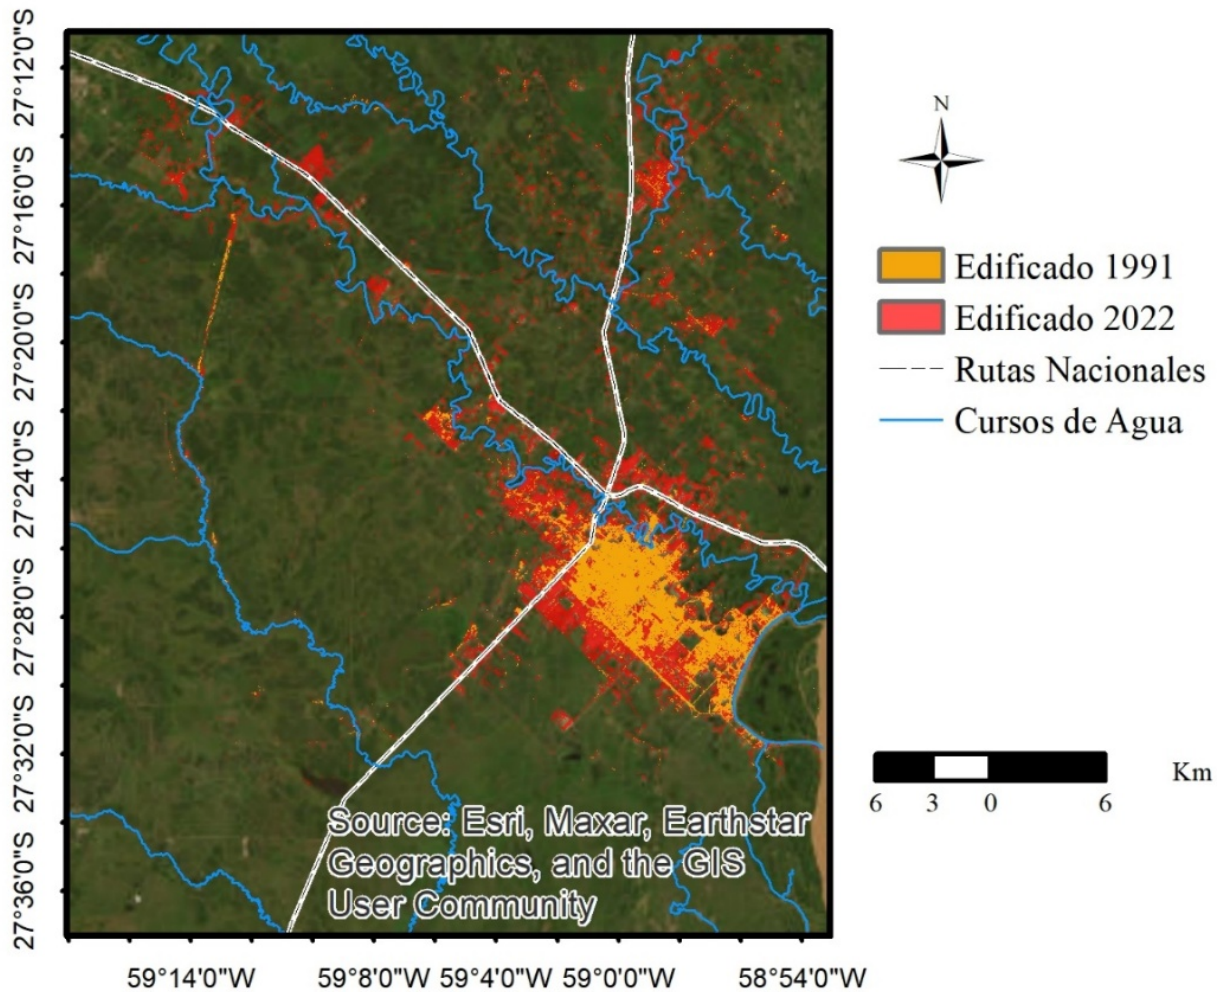 27°12'0"S
27°16'0"S
27°20'0"S
27°24'0"S
27°28'0"S
27°32'0"S
27°36'0"S
N
Edificado 1991
Edificado 2022
Rutas Nacionales
Cursos de Agua
Km
6 3 0 6
Source: Esri, Maxar, Earthstar
Geographics, and the GIS
User Community
59°14'0"W 59°8'0"W 59°4'0"W 59°0'0"W 58°54'0"W